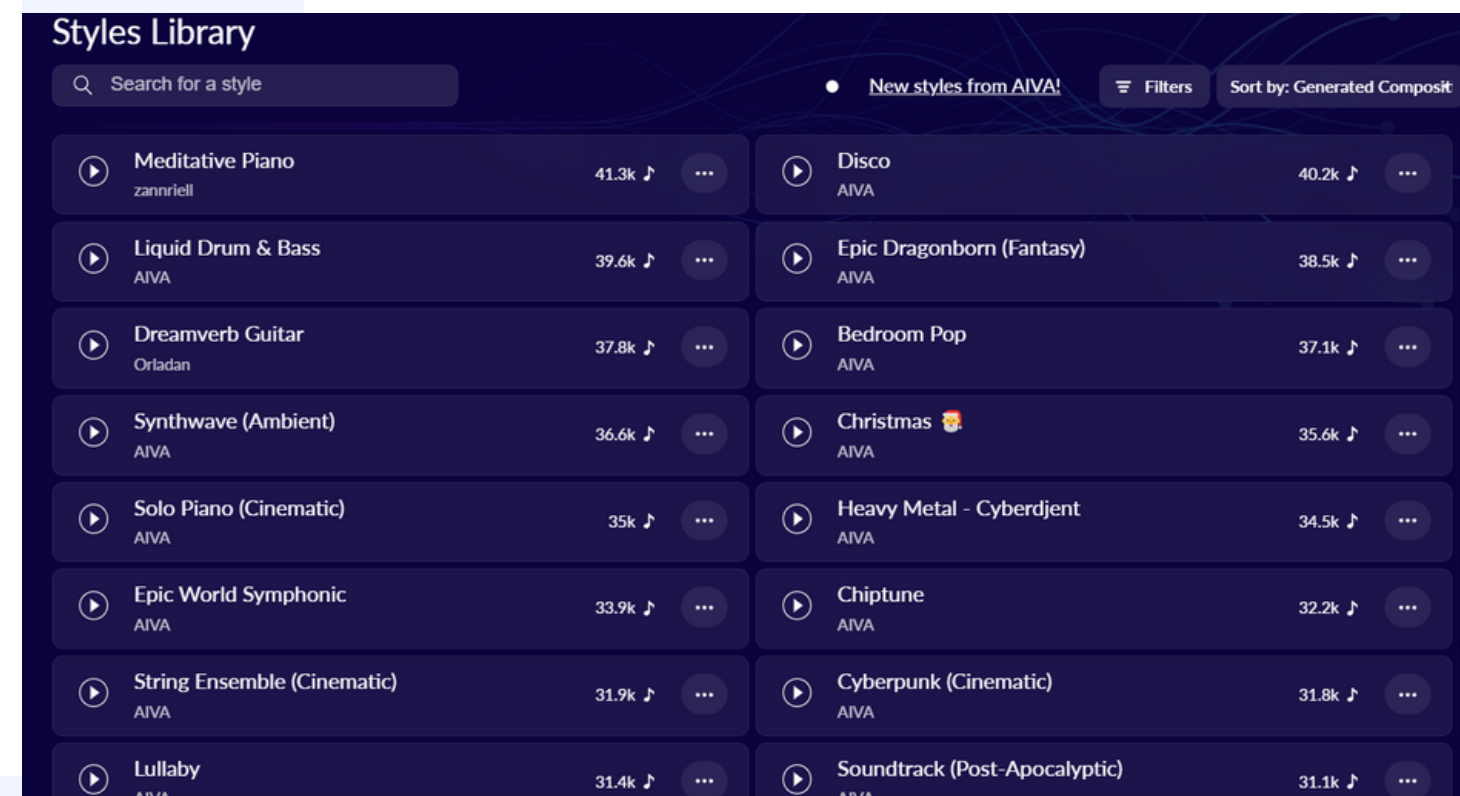 Styles Library
Search for a style
New styles from AIVA!
Filters
Sort by: Generated Composit
Meditative Piano
zannriell
41.3k
Disco
AIVA
40.2k
Liquid Drum & Bass
AIVA
39.6k
Epic Dragonborn (Fantasy)
AIVA
38.5k
Dreamverb Guitar
Orladan
37.8k
Bedroom Pop
AIVA
37.1k
Synthwave (Ambient)
AIVA
36.6k
Christmas 🎅
AIVA
35.6k
Solo Piano (Cinematic)
AIVA
35k
Heavy Metal - Cyberdjent
AIVA
34.5k
Epic World Symphonic
AIVA
33.9k
Chiptune
AIVA
32.2k
String Ensemble (Cinematic)
AIVA
31.9k
Cyberpunk (Cinematic)
AIVA
31.8k
Lullaby
31.4k
Soundtrack (Post-Apocalyptic)
31.1k